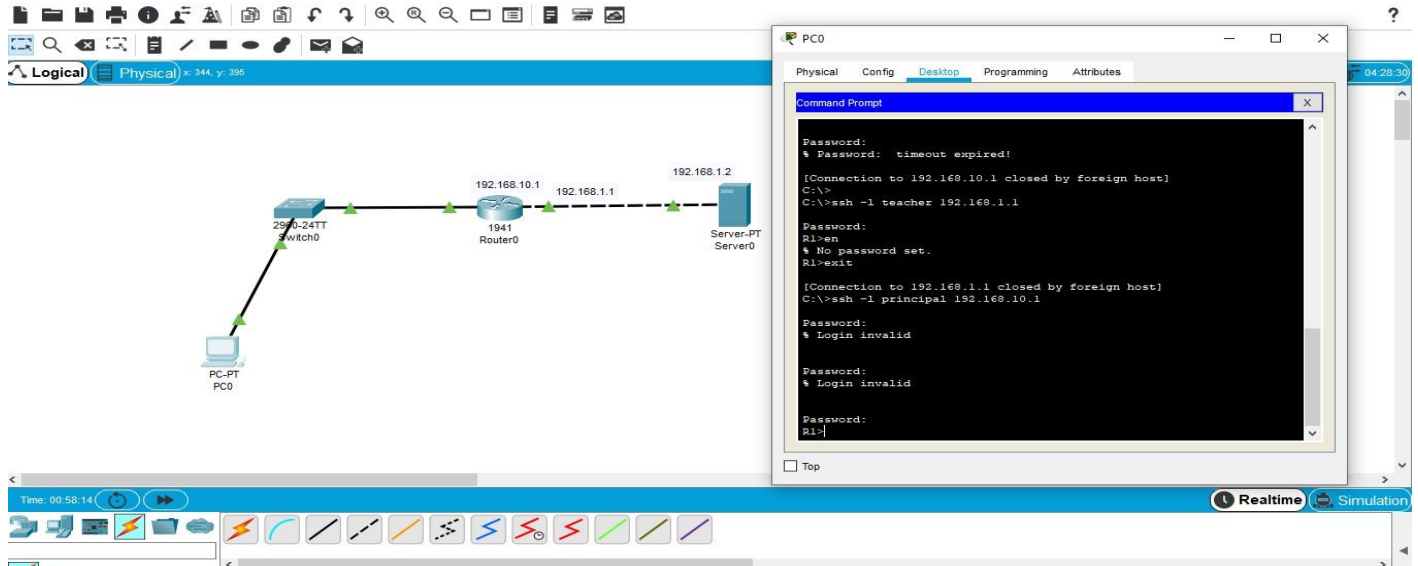 ?
PC0
Logical
Physical
x: 344, y: 395
04:28:30
Physical Config Desktop Programming Attributes
Command Prompt
X
Password:
% Password:  timeout expired!
[Connection to 192.168.10.1 closed by foreign host]
C:\>
C:\>ssh -l teacher 192.168.1.1
Password:
R1>en
% No password set.
R1>exit
[Connection to 192.168.1.1 closed by foreign host]
C:\>ssh -l principal 192.168.10.1
Password:
% Login invalid
Password:
% Login invalid
Password:
R1>
Top
192.168.10.1
192.168.1.1
192.168.1.2
2960-24TT
Switch0
1941
Router0
Server-PT
Server0
PC-PT
PC0
Time: 00:58:14
Realtime
Simulation